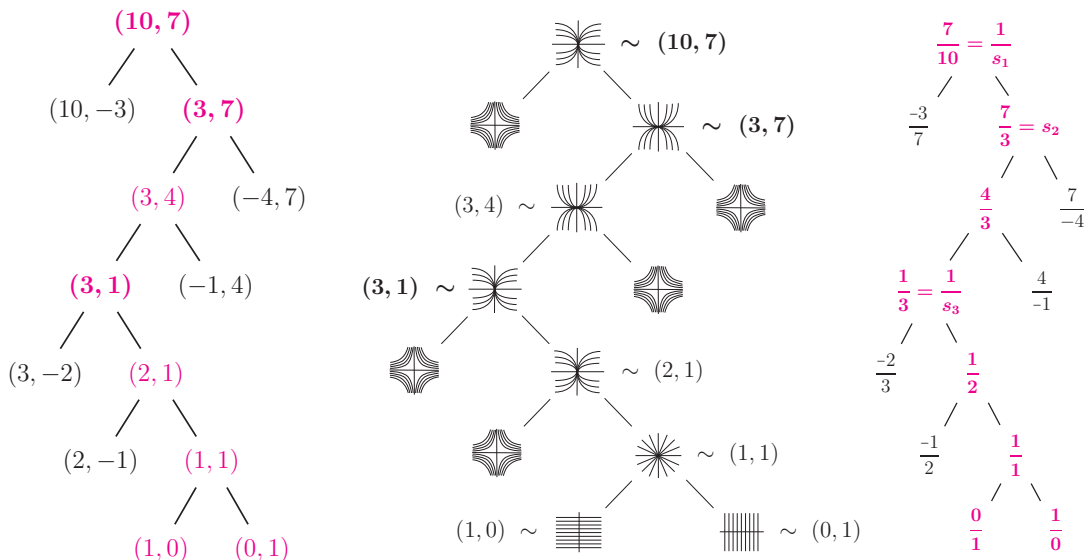 (10, 7)
(10, −3) (3, 7)
(3, 4) (−4, 7)
(3, 1) (−1, 4)
(3, −2) (2, 1)
(2, −1) (1, 1)
(1, 0) (0, 1)
∼ (10, 7)
∼ (3, 7)
(3, 4) ∼
(3, 1) ∼
∼ (2, 1)
∼ (1, 1)
(1, 0) ∼ ∼ (0, 1)
7/10 = 1/s₁
−3/7 7/3 = s₂
4/3 7/−4
1/3 = 1/s₃ 4/−1
−2/3 1/2
−1/2 1/1
0/1 1/0